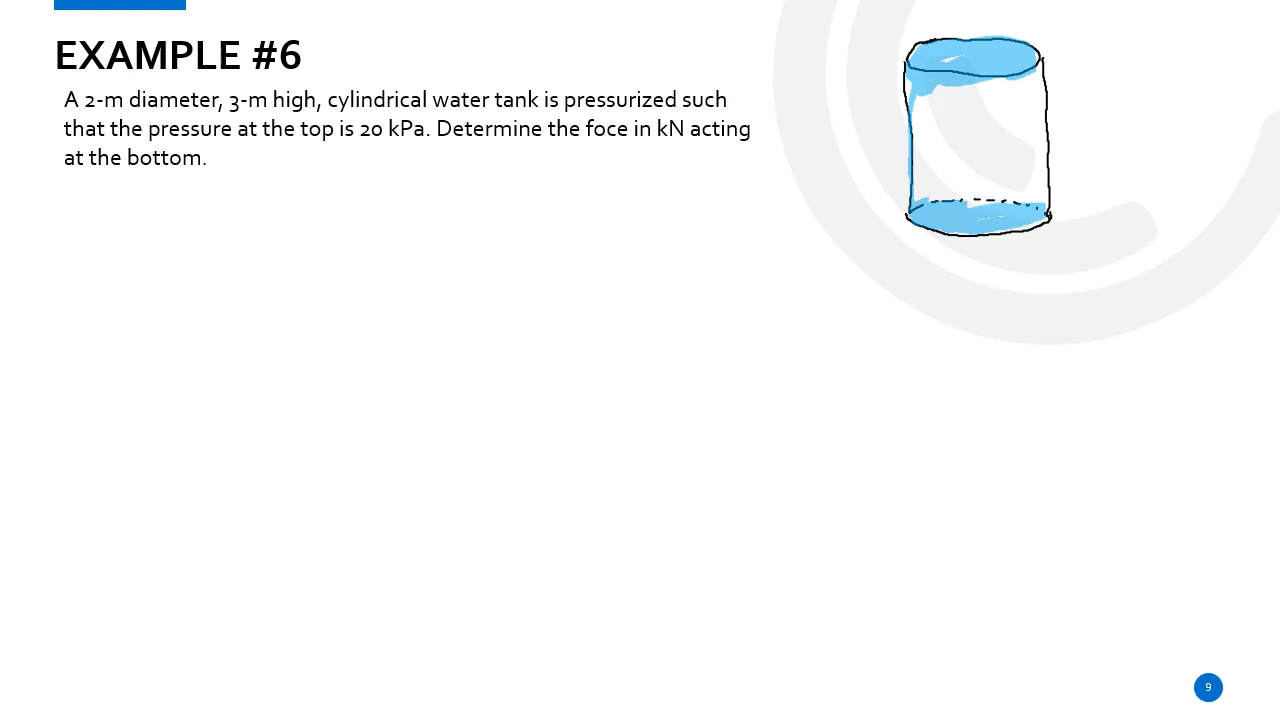 EXAMPLE #6
A 2-m diameter, 3-m high, cylindrical water tank is pressurized such
that the pressure at the top is 20 kPa. Determine the foce in kN acting
at the bottom.
9